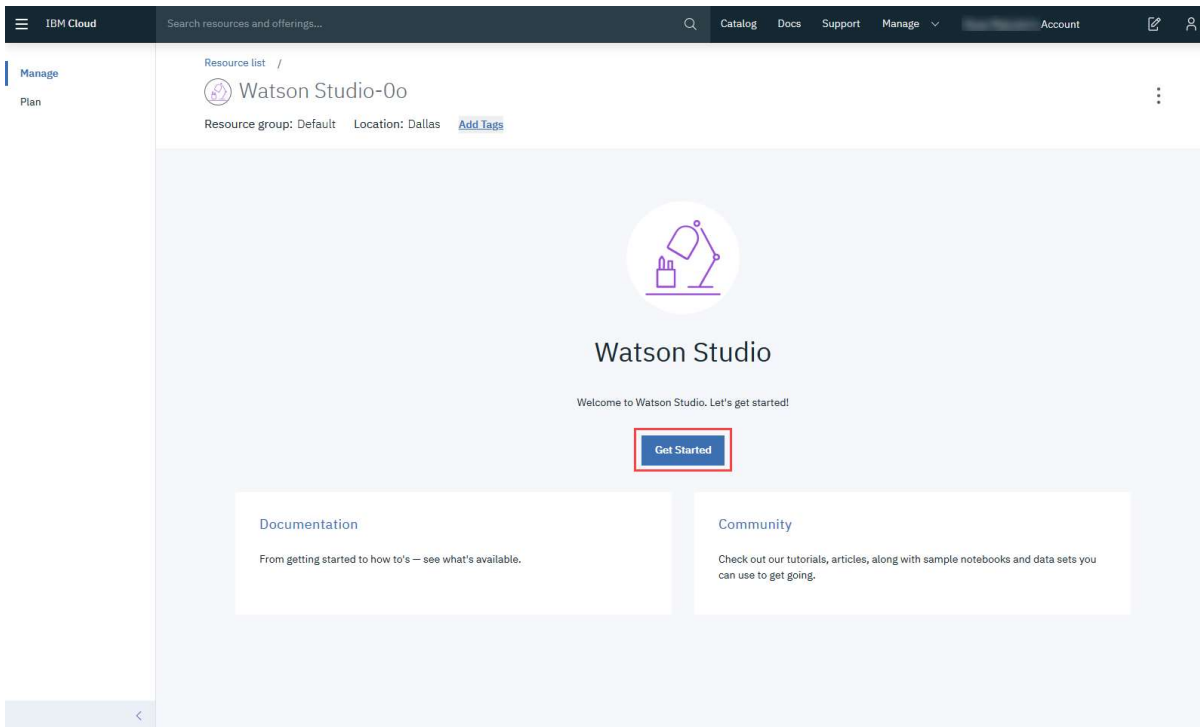 IBM Cloud
Search resources and offerings...
Catalog
Docs
Support
Manage
Account
Manage
Plan
Resource list /
Watson Studio-0o
Resource group: Default
Location: Dallas
Add Tags
Watson Studio
Welcome to Watson Studio. Let's get started!
Get Started
Documentation
From getting started to how to's — see what's available.
Community
Check out our tutorials, articles, along with sample notebooks and data sets you
can use to get going.